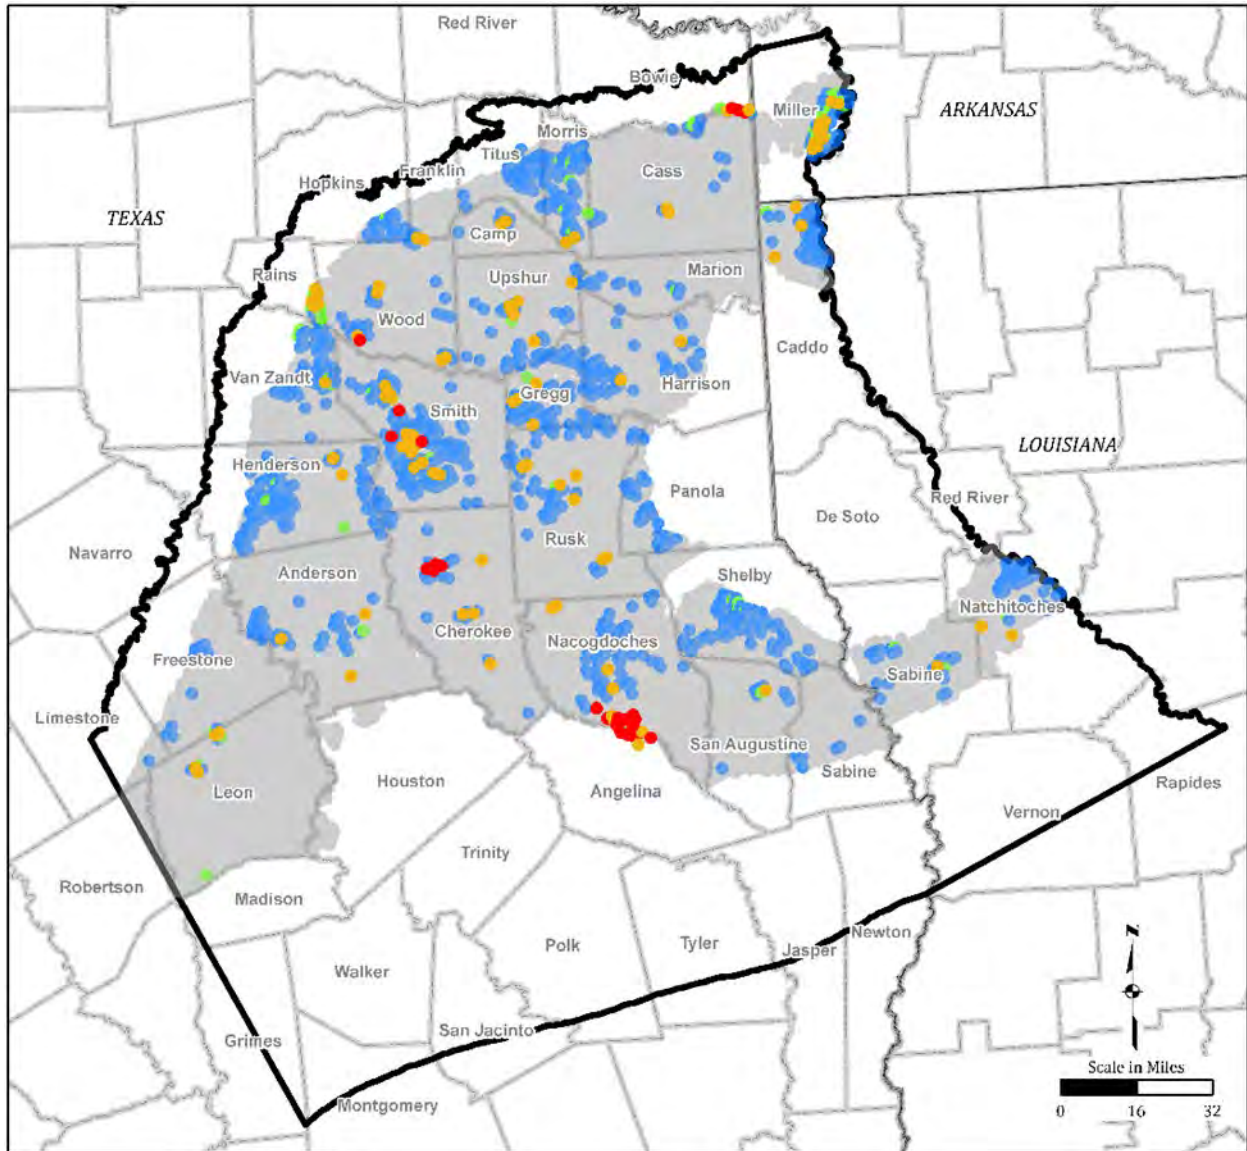 Red River
Bowie
Miller
ARKANSAS
Morris
Titus
Franklin
Cass
Hopkins
TEXAS
Camp
Rains
Upshur
Marion
Wood
Caddo
Van Zandt
Gregg
Harrison
Smith
LOUISIANA
Henderson
Red River
Panola
De Soto
Navarro
Rusk
Anderson
Shelby
Natchitoches
Cherokee
Nacogdoches
Freestone
Sabine
Limestone
San Augustine
Houston
Sabine
Rapides
Leon
Angelina
Vernon
Trinity
Robertson
Madison
N
Newton
Polk
Tyler
Jasper
Walker
San Jacinto
Grimes
Scale in Miles
Montgomery
0 16 32